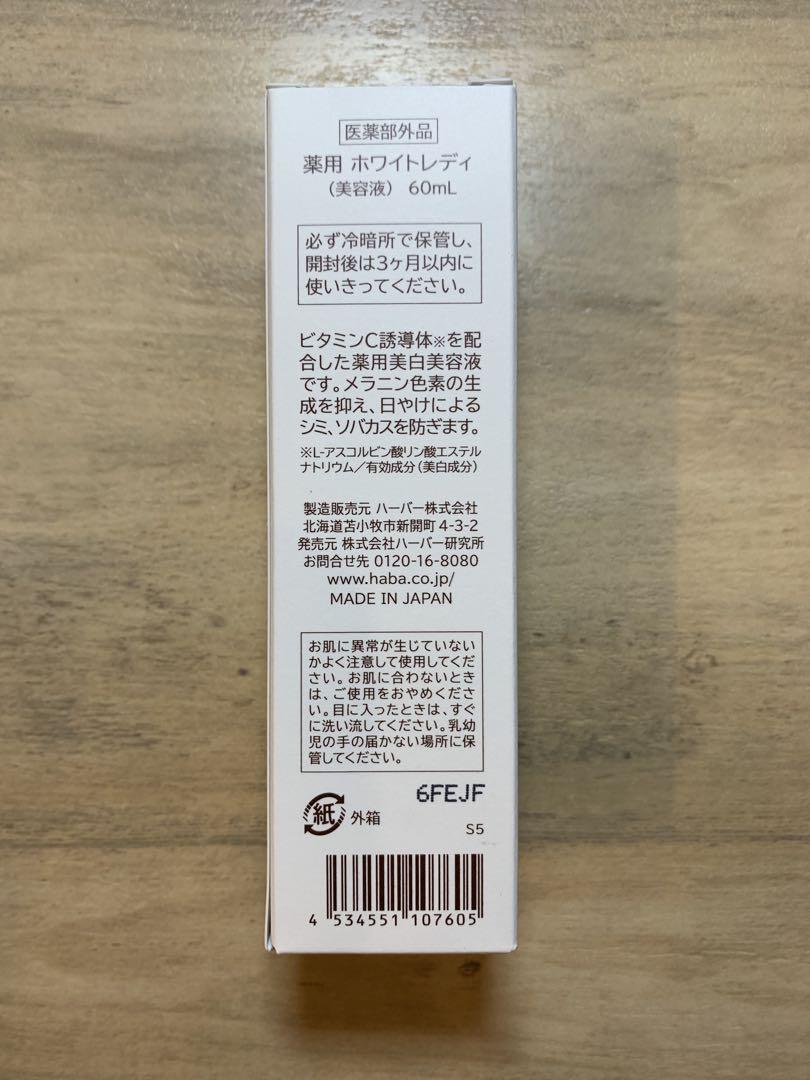 医薬部外品
薬用 ホワイトレディ
（美容液） 60mL
必ず冷暗所で保管し、
開封後は3ヶ月以内に
使いきってください。
ビタミンC誘導体※を配
合した薬用美白美容液
です。メラニン色素の生
成を抑え、日やけによる
シミ、ソバカスを防ぎます。
※L-アスコルビン酸リン酸エステル
ナトリウム／有効成分（美白成分）
製造販売元 ハーバー株式会社
北海道苫小牧市新開町 4-3-2
発売元 株式会社ハーバー研究所
お問合せ先 0120-16-8080
www.haba.co.jp/
MADE IN JAPAN
お肌に異常が生じていない
かよく注意して使用してくだ
さい。お肌に合わないとき
は、ご使用をおやめくださ
い。目に入ったときは、すぐ
に洗い流してください。乳幼
児の手の届かない場所に保
管してください。
6FEJF
紙 外箱
S5
4 534551 107605